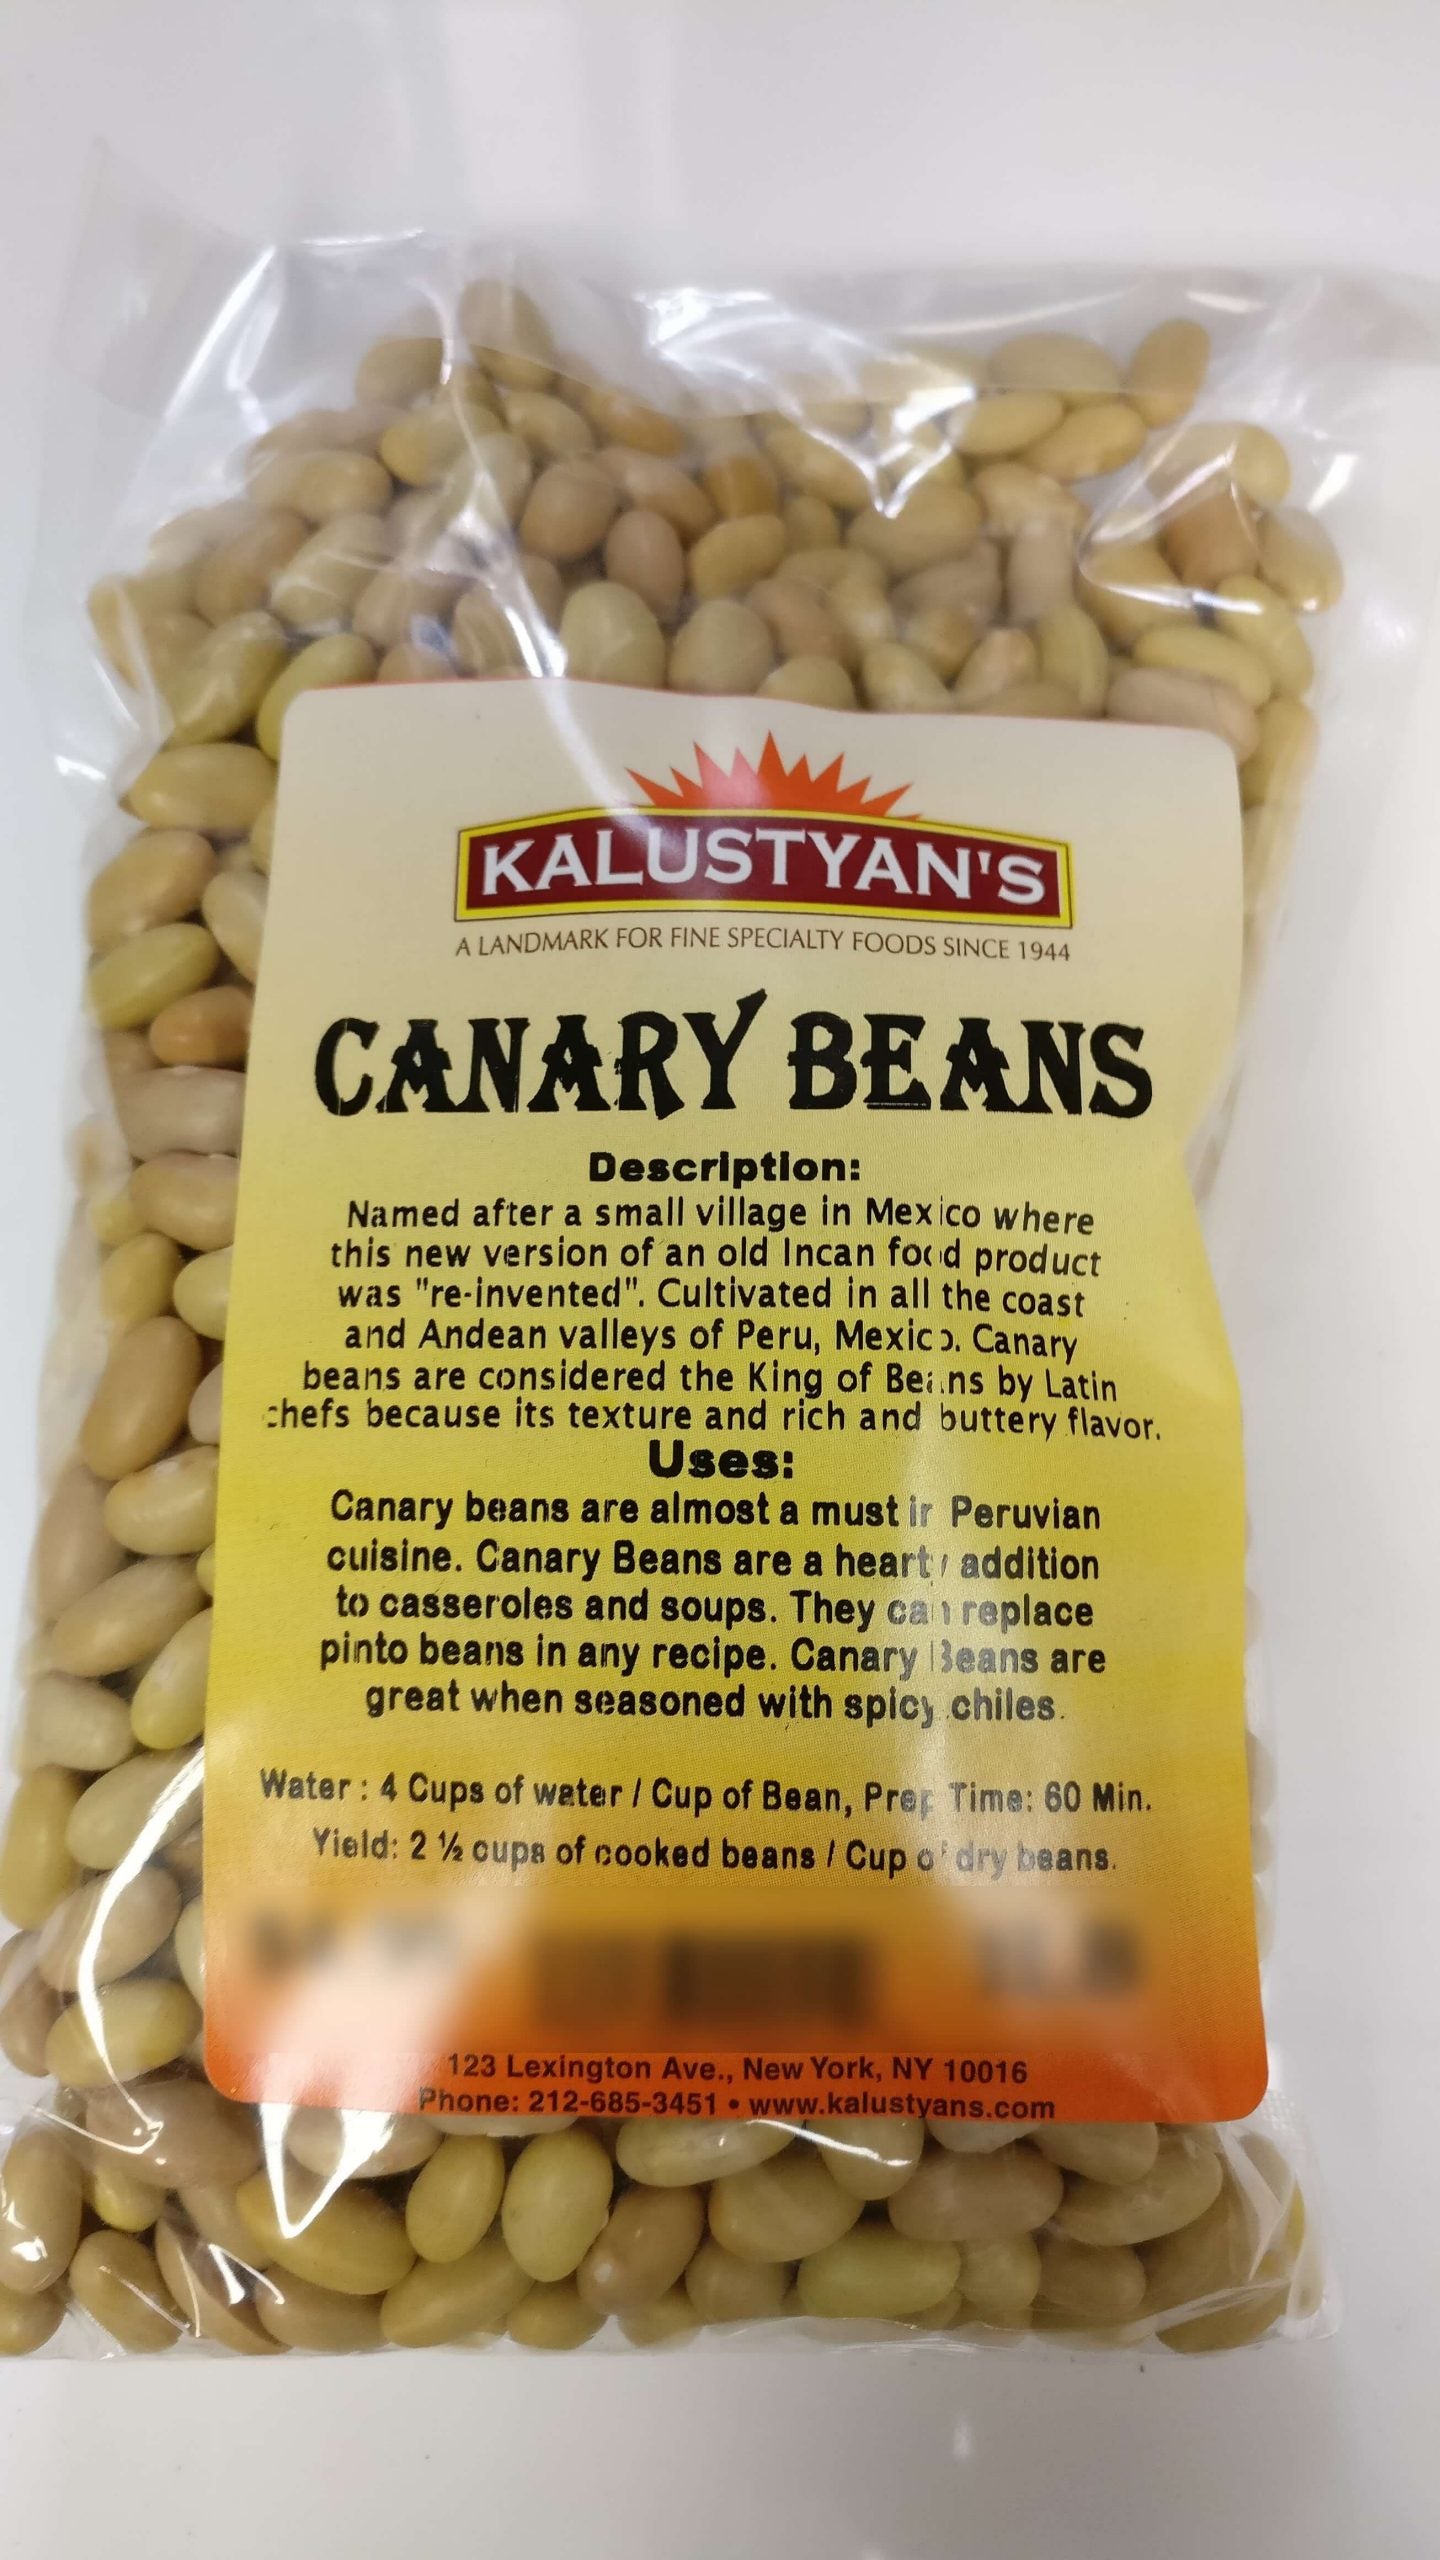 KALUSTYAN'S
A LANDMARK FOR FINE SPECIALTY FOODS SINCE 1944
CANARY BEANS
Description:
Named after a small village in Mexico where
this new version of an old Incan food product
was "re-invented". Cultivated in all the coast
and Andean valleys of Peru, Mexico. Canary
beans are considered the King of Beans by Latin
chefs because its texture and rich and buttery flavor.
Uses:
Canary beans are almost a must in Peruvian
cuisine. Canary Beans are a hearty addition
to casseroles and soups. They can replace
pinto beans in any recipe. Canary Beans are
great when seasoned with spicy chiles.
Water : 4 Cups of water / Cup of Bean, Prep Time: 60 Min.
Yield: 2 ½ cups of cooked beans / Cup of dry beans.
123 Lexington Ave., New York, NY 10016
Phone: 212-685-3451 • www.kalustyans.com